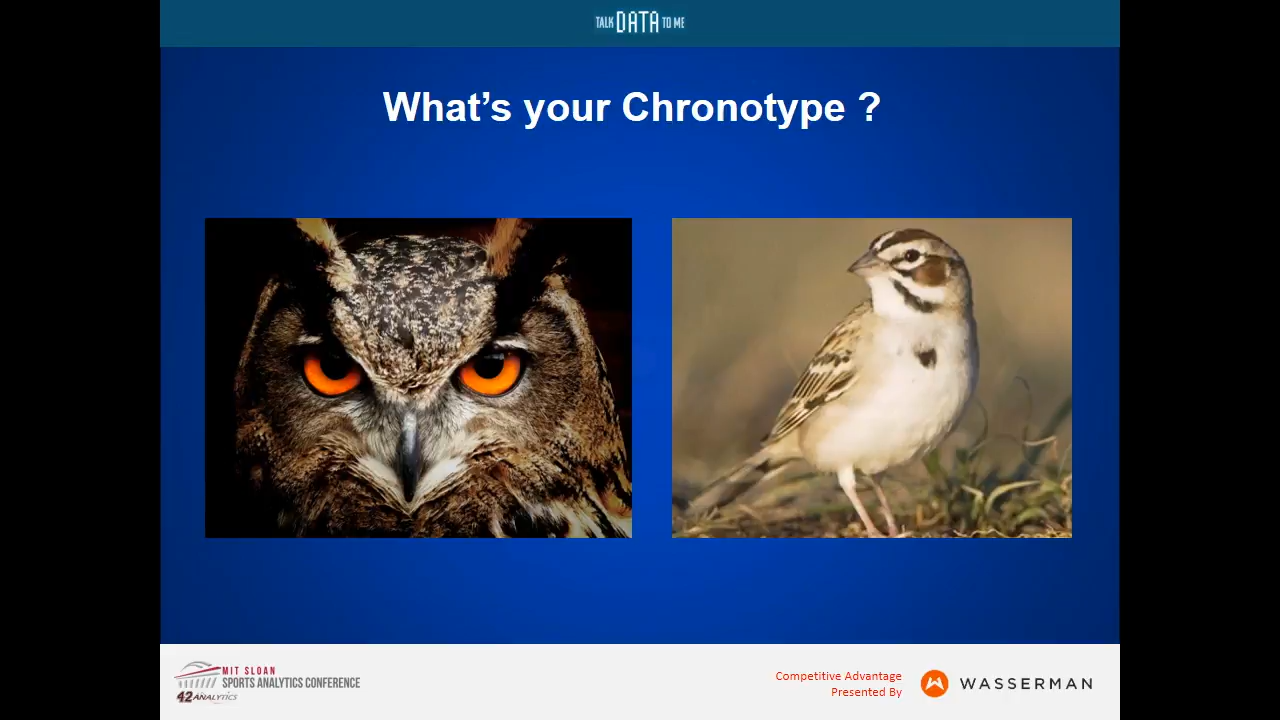 TALK DATA TO ME
What's your Chronotype ?
MIT SLOAN
SPORTS ANALYTICS CONFERENCE
42 ANALYTICS
Competitive Advantage
Presented By
WASSERMAN